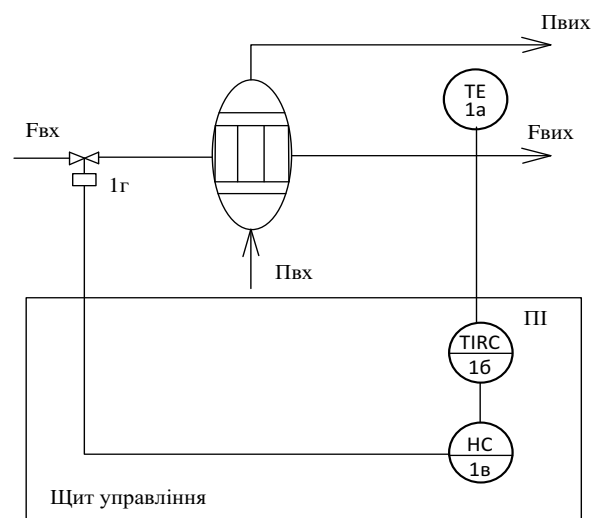 Пвих
TE
1а
Fвх
Fвих
1г
Пвх
ПІ
TIRC
1б
HC
1в
Щит управління